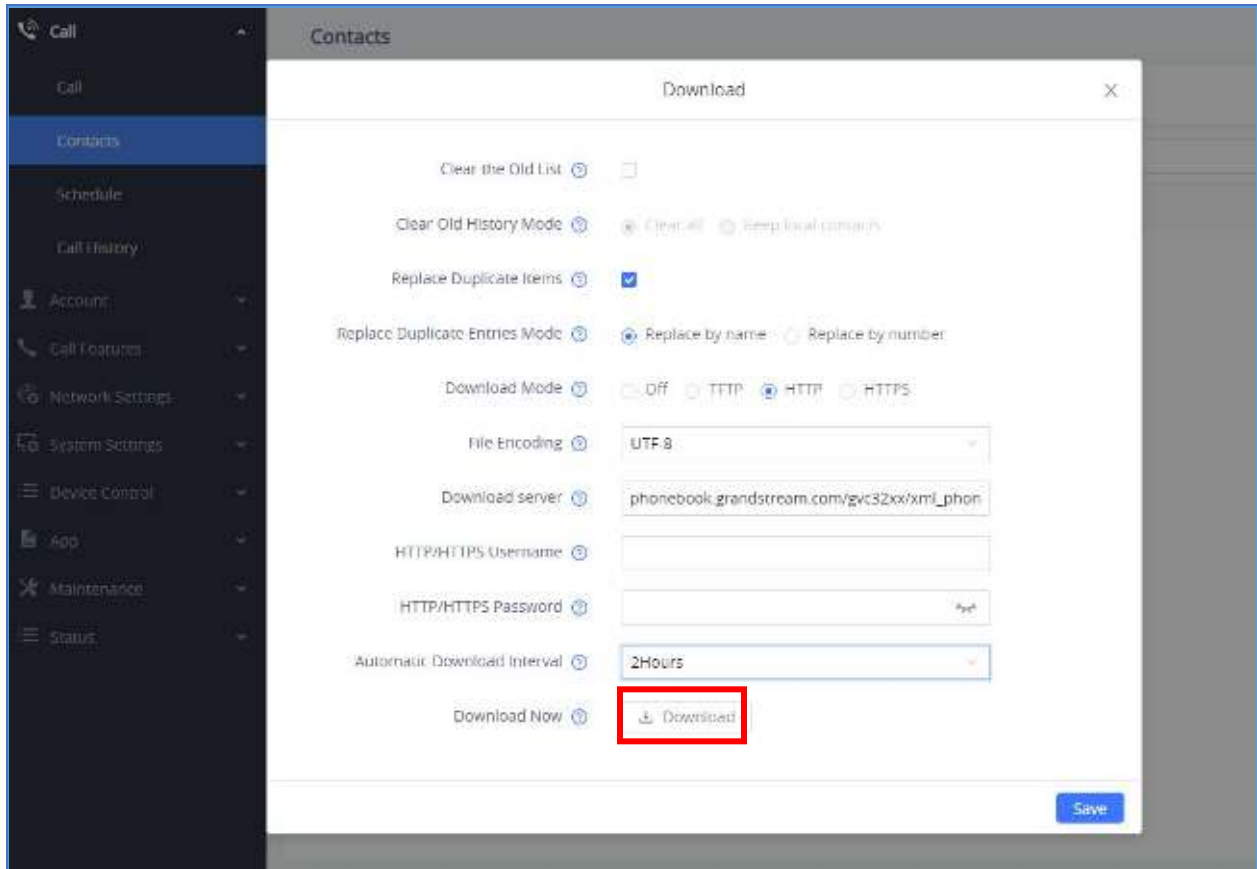 Call
Contacts
Call
Contacts
Schedule
Call History
Account
Call Features
Network Settings
System Settings
Device Control
App
Maintenance
Status
Download
Clear the Old List
Clear Old History Mode Clear all Keep local contacts
Replace Duplicate Items
Replace Duplicate Entries Mode Replace by name Replace by number
Download Mode Off TFTP HTTP HTTPS
File Encoding UTF-8
Download server phonebook.grandstream.com/gvc32xx/xml_phon
HTTP/HTTPS Username
HTTP/HTTPS Password
Automatic Download Interval 2Hours
Download Now Download
Save